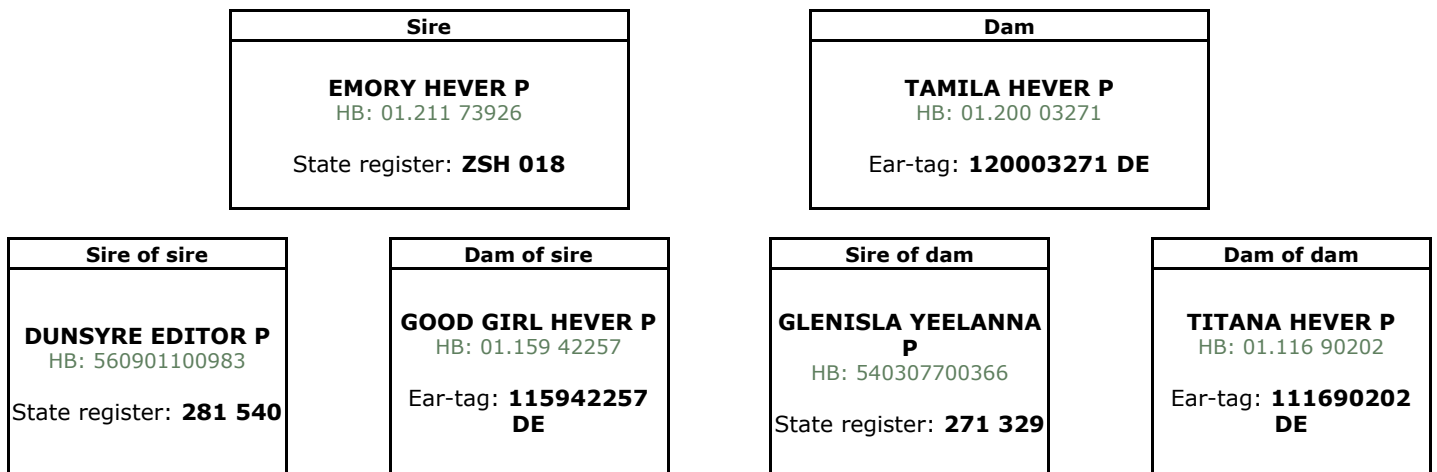 Sire
EMORY HEVER P
HB: 01.211 73926
State register: ZSH 018
Dam
TAMILA HEVER P
HB: 01.200 03271
Ear-tag: 120003271 DE
Sire of sire
DUNSYRE EDITOR P
HB: 560901100983
State register: 281 540
Dam of sire
GOOD GIRL HEVER P
HB: 01.159 42257
Ear-tag: 115942257
DE
Sire of dam
GLENISLA YEELANNA
P
HB: 540307700366
State register: 271 329
Dam of dam
TITANA HEVER P
HB: 01.116 90202
Ear-tag: 111690202
DE